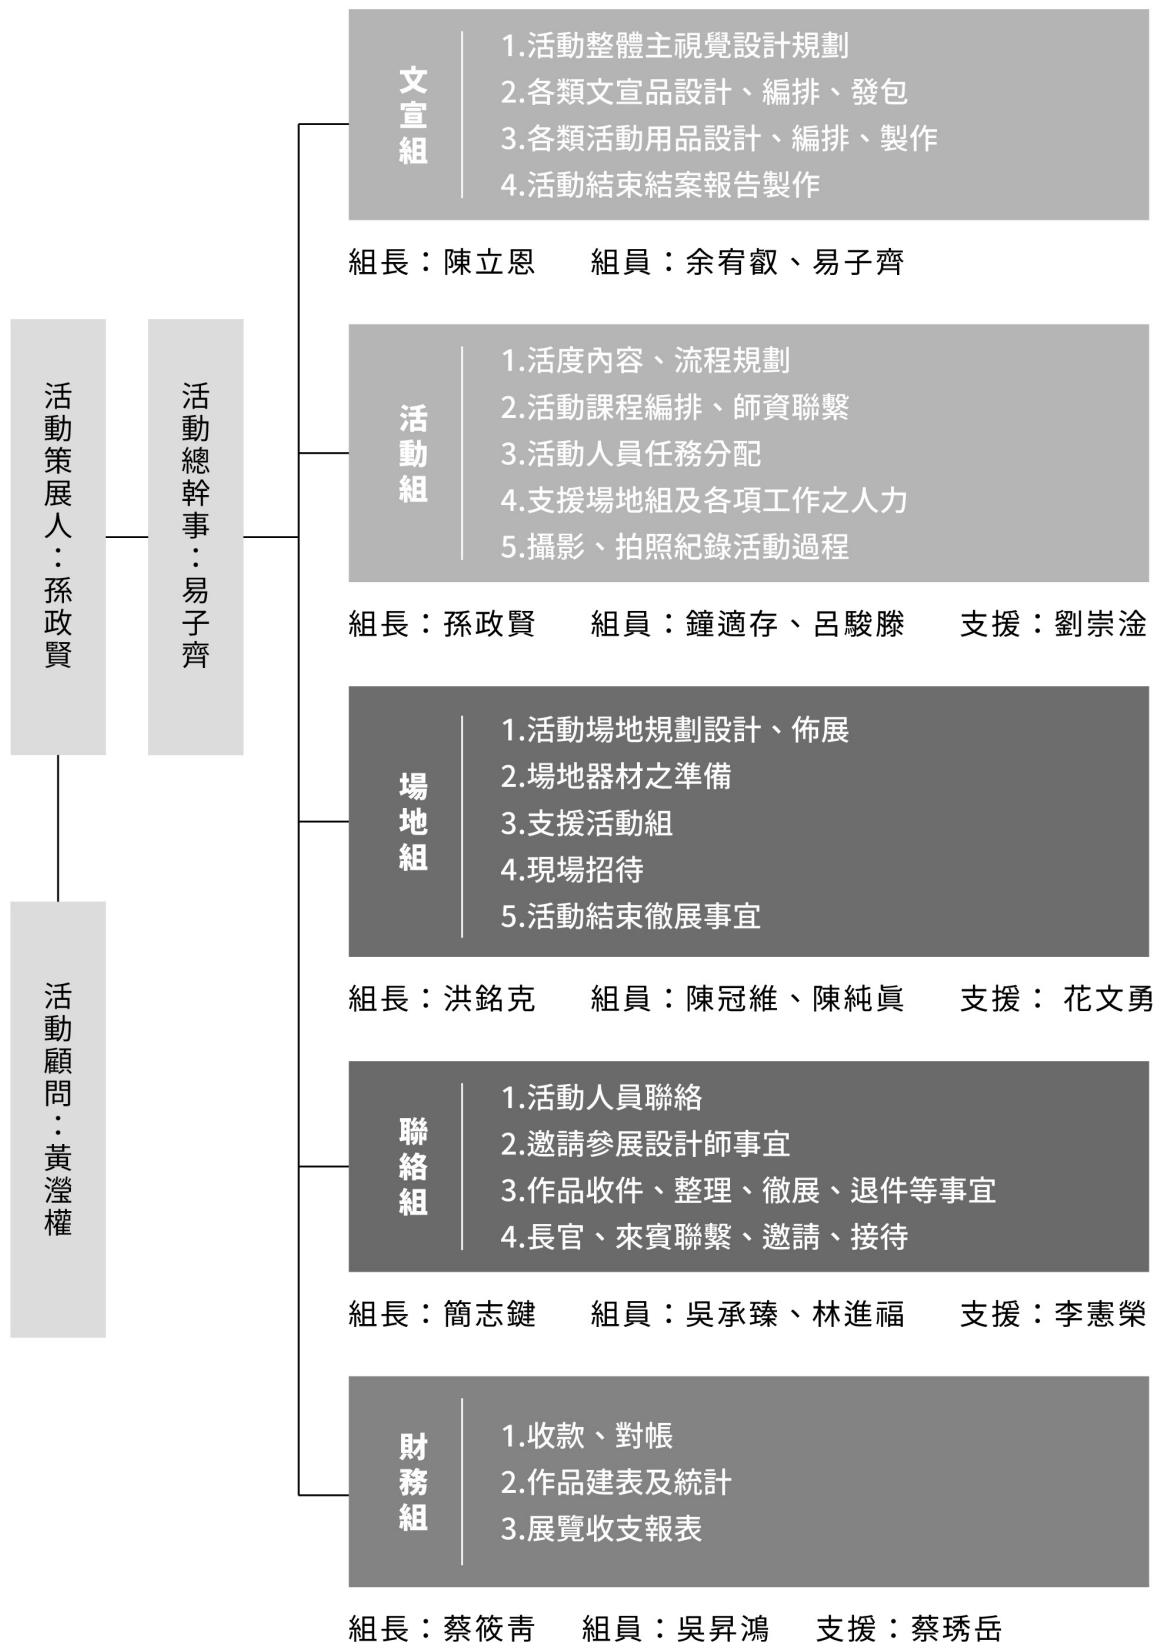 活動策展人：孫政賢
活動總幹事：易子齊
活動顧問：黃瀅權
文宣組
1.活動整體主視覺設計規劃
2.各類文宣品設計、編排、發包
3.各類活動用品設計、編排、製作
4.活動結束結案報告製作
組長：陳立恩　組員：余宥叡、易子齊
活動組
1.活度內容、流程規劃
2.活動課程編排、師資聯繫
3.活動人員任務分配
4.支援場地組及各項工作之人力
5.攝影、拍照紀錄活動過程
組長：孫政賢　組員：鐘適存、呂駿滕　支援：劉崇淦
場地組
1.活動場地規劃設計、佈展
2.場地器材之準備
3.支援活動組
4.現場招待
5.活動結束徹展事宜
組長：洪銘克　組員：陳冠維、陳純真　支援： 花文勇
聯絡組
1.活動人員聯絡
2.邀請參展設計師事宜
3.作品收件、整理、徹展、退件等事宜
4.長官、來賓聯繫、邀請、接待
組長：簡志鍵　組員：吳承臻、林進福　支援：李憲榮
財務組
1.收款、對帳
2.作品建表及統計
3.展覽收支報表
組長：蔡筱青　組員：吳昇鴻　支援：蔡琇岳